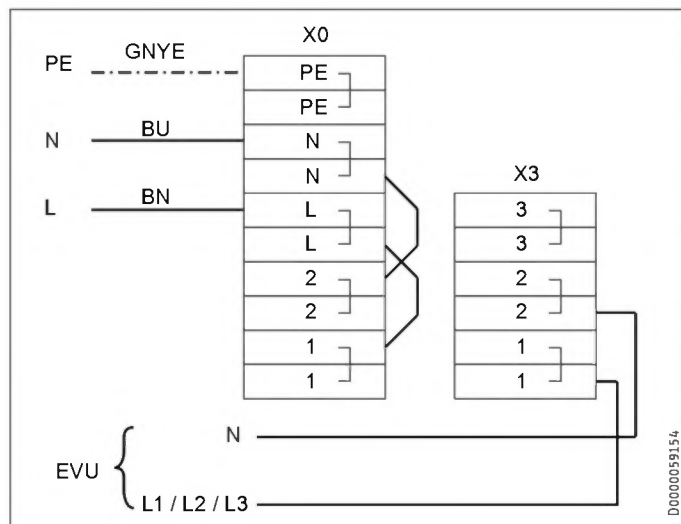 X0
PE GNYE PE
PE
N BU N
N
L BN L
L
2
2
1
1
X3
3
3
2
2
1
1
EVU
N
L1 / L2 / L3
D0000059154